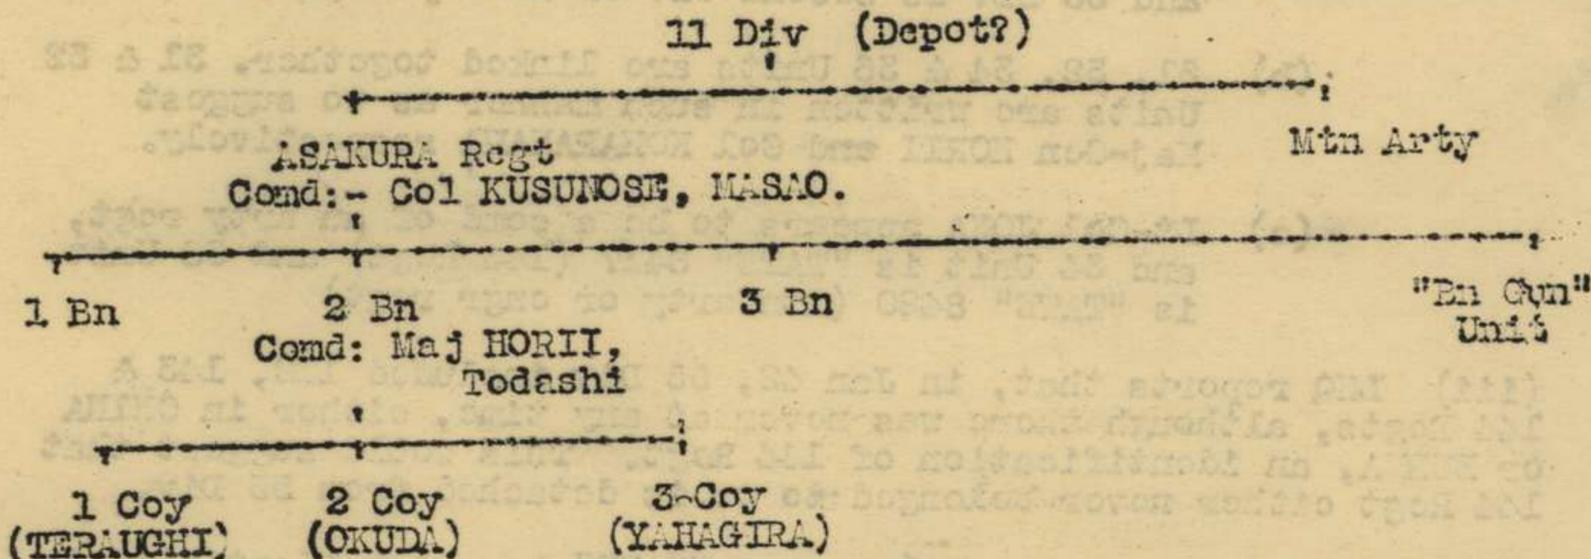 11 Div (Depot?)
ASAKURA Regt
Mtn Arty
Comd:- Col KUSUNOSE, MASAO.
1 Bn
2 Bn
3 Bn
"Bn Gun"
Unit
Comd: Maj HORII,
Todashi
1 Coy
2 Coy
3 Coy
(TERAUGHI)
(OKUDA)
(YAHAGIRA)